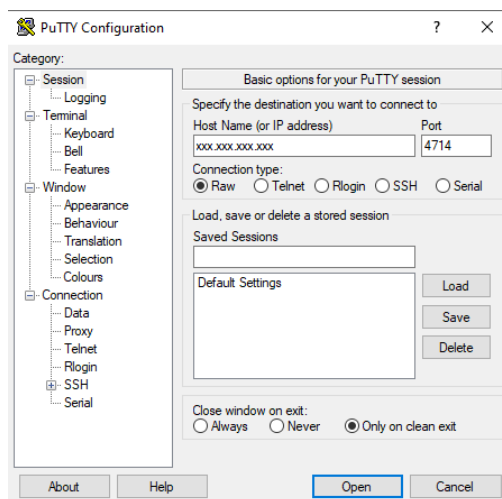 PuTTY Configuration
?
Category:
Session
Logging
Terminal
Keyboard
Bell
Features
Window
Appearance
Behaviour
Translation
Selection
Colours
Connection
Data
Proxy
Telnet
Rlogin
SSH
Serial
Basic options for your PuTTY session
Specify the destination you want to connect to
Host Name (or IP address) Port
xxx.xxx.xxx.xxx 4714
Connection type:
Raw Telnet Rlogin SSH Serial
Load, save or delete a stored session
Saved Sessions
Default Settings
Load
Save
Delete
Close window on exit:
Always Never Only on clean exit
About Help Open Cancel